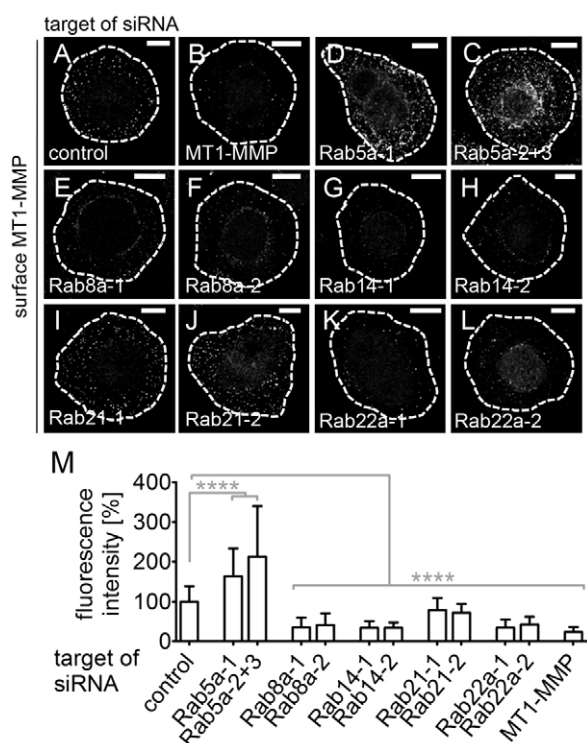 target of siRNA
surface MT1-MMP
A
control
B
MT1-MMP
D
Rab5a-1
C
Rab5a-2+3
E
Rab8a-1
F
Rab8a-2
G
Rab14-1
H
Rab14-2
I
Rab21-1
J
Rab21-2
K
Rab22a-1
L
Rab22a-2
M
fluorescence
intensity [%]
400
300
200
100
0
****
****
target of
siRNA
control
Rab5a-1
Rab5a-2+3
Rab8a-1
Rab8a-2
Rab14-1
Rab14-2
Rab21-1
Rab21-2
Rab22a-1
Rab22a-2
MT1-MMP